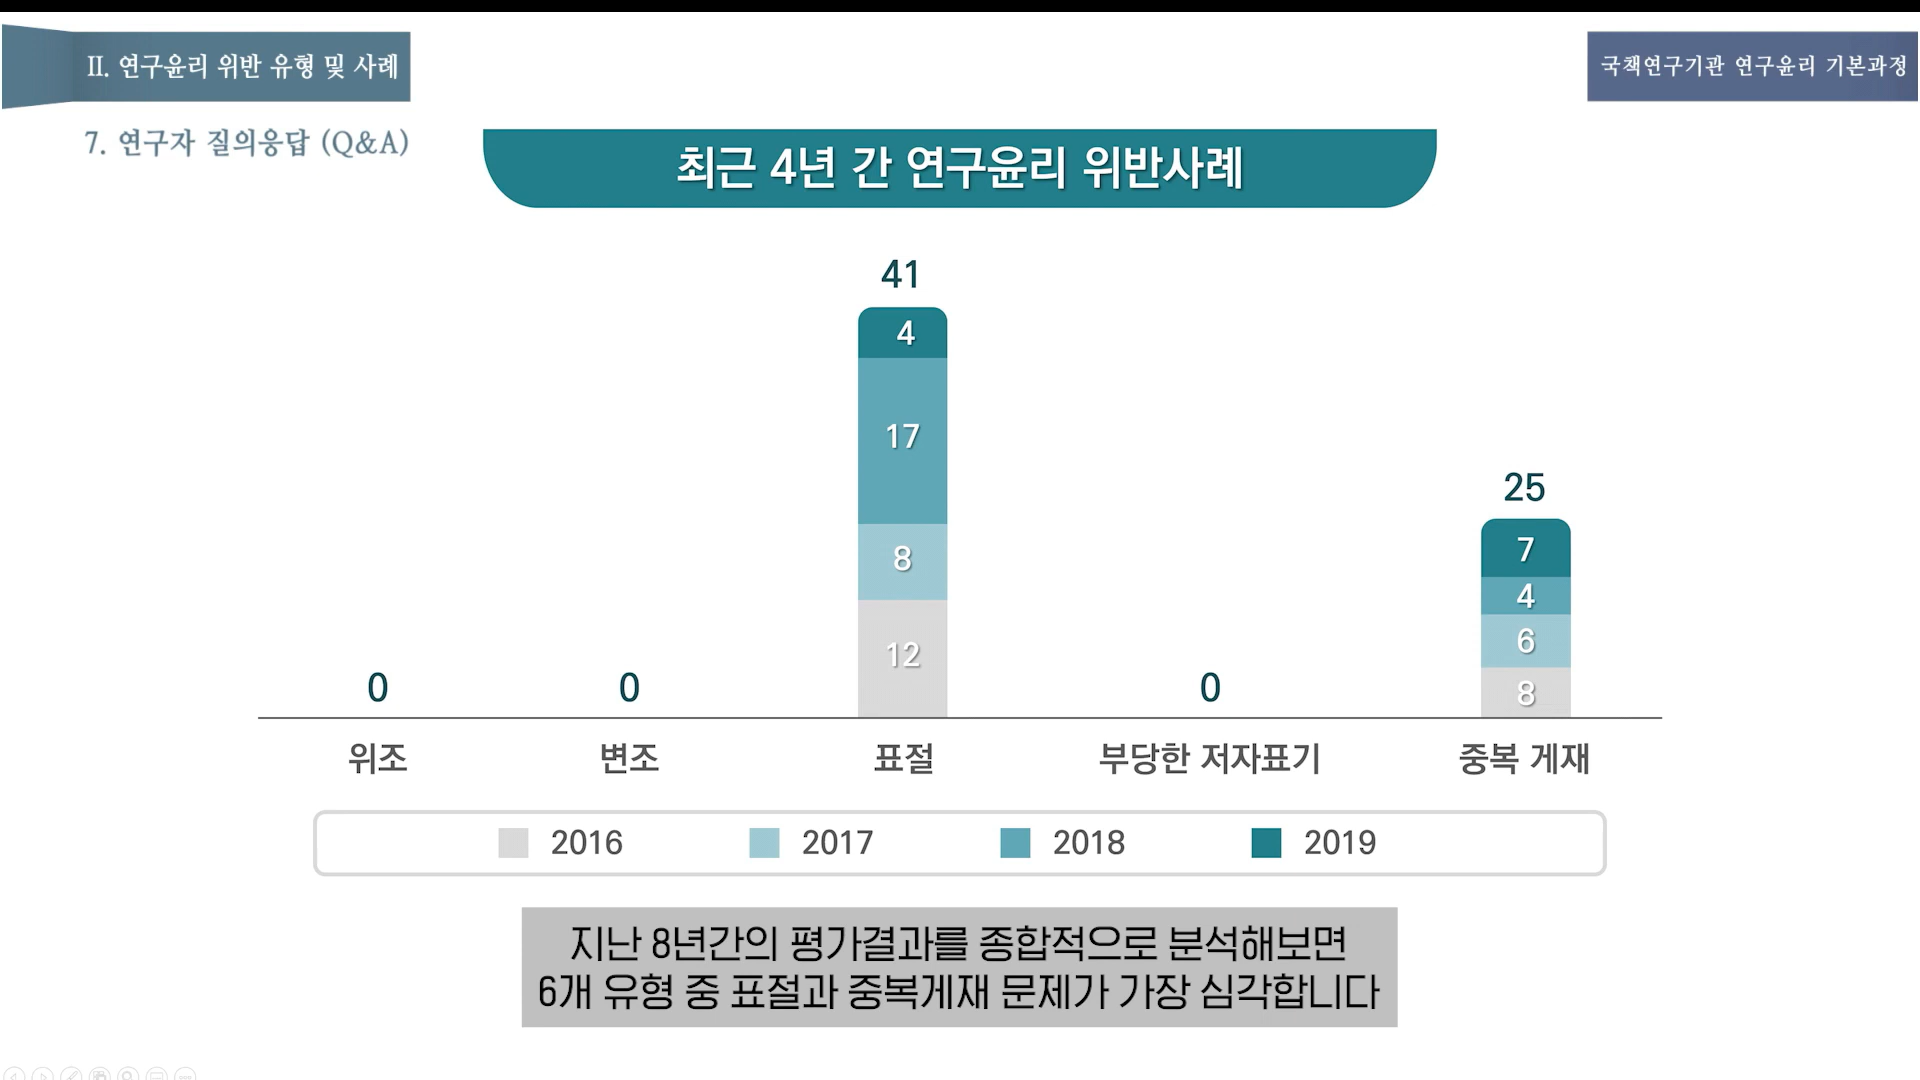 II. 연구윤리 위반 유형 및 사례
국책연구기관 연구윤리 기본과정
7. 연구자 질의응답 (Q&A)
최근 4년 간 연구윤리 위반사례
41
4
17
8
12
25
7
4
6
8
0
0
0
위조
변조
표절
부당한 저자표기
중복 게재
2016
2017
2018
2019
지난 8년간의 평가결과를 종합적으로 분석해보면
6개 유형 중 표절과 중복게재 문제가 가장 심각합니다